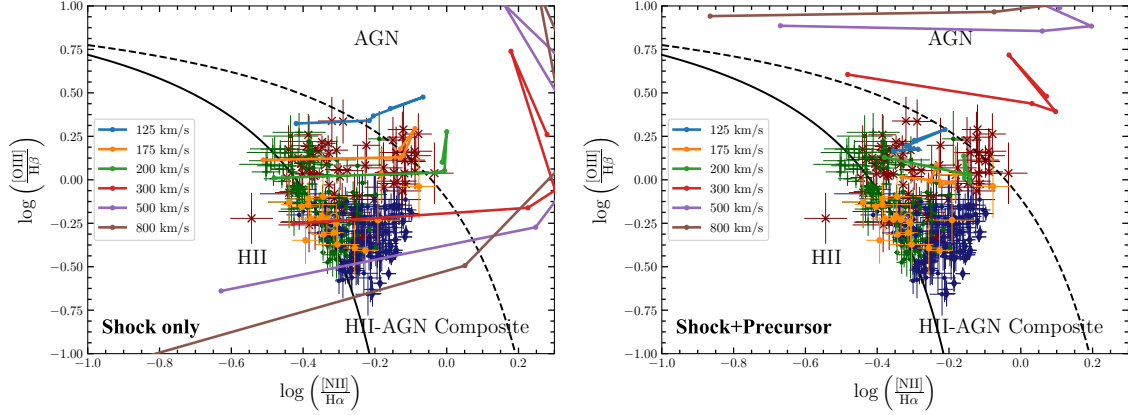 1.00
0.75
0.50
0.25
0.00
−0.25
−0.50
−0.75
−1.00
log ([OIII]/Hβ)
AGN
125 km/s
175 km/s
200 km/s
300 km/s
500 km/s
800 km/s
HII
Shock only
HII-AGN Composite
−1.0
−0.8
−0.6
−0.4
−0.2
0.0
0.2
log ([NII]/Hα)
1.00
0.75
0.50
0.25
0.00
−0.25
−0.50
−0.75
−1.00
log ([OIII]/Hβ)
AGN
125 km/s
175 km/s
200 km/s
300 km/s
500 km/s
800 km/s
HII
Shock+Precursor
HII-AGN Composite
−1.0
−0.8
−0.6
−0.4
−0.2
0.0
0.2
log ([NII]/Hα)